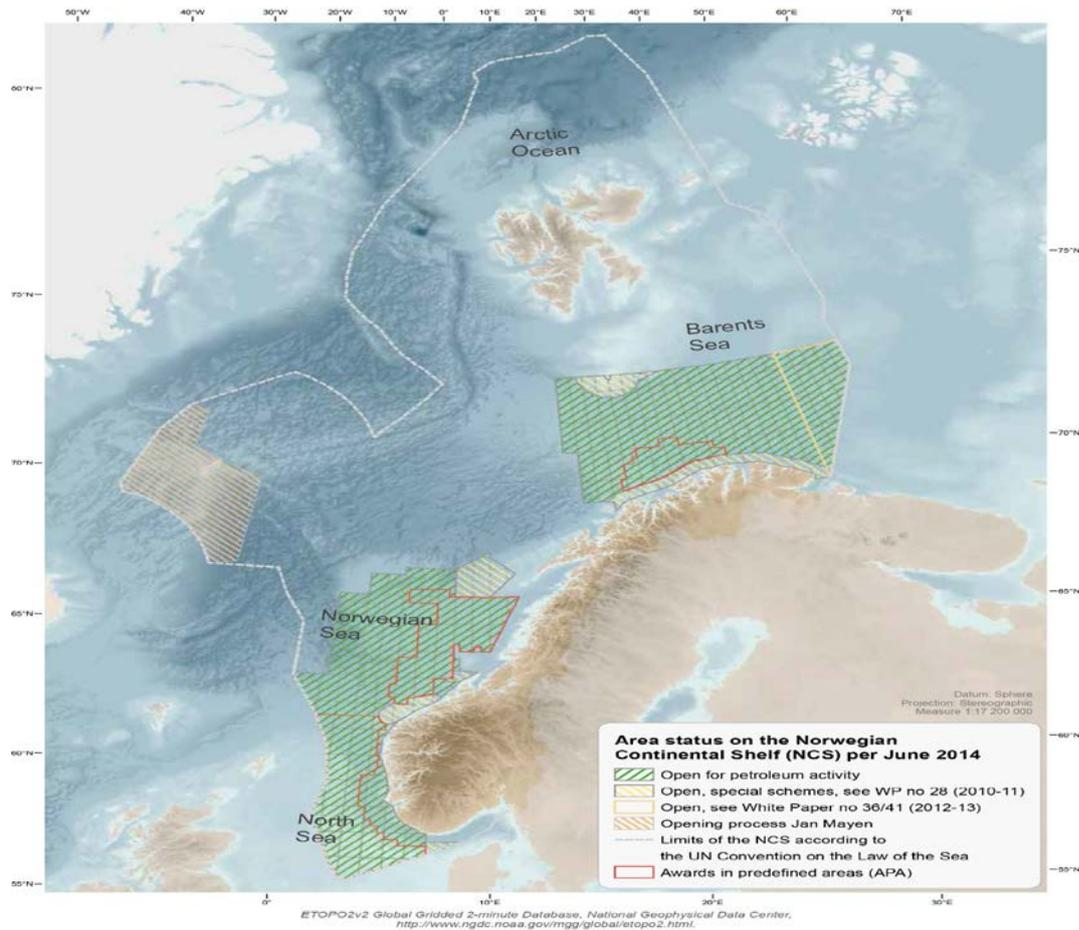 50°W
40°W
20°W
10°W
0°E
10°E
20°E
30°E
40°E
50°E
60°E
70°E
60°N
75°N
75°N
70°N
70°N
65°N
65°N
60°N
60°N
55°N
55°N
Arctic
Ocean
Barents
Sea
Norwegian
Sea
North
Sea
Datum: Sphere
Projection: Stereographic
Measure 1:17 200 000
Area status on the Norwegian
Continental Shelf (NCS) per June 2014
Open for petroleum activity
Open, special schemes, see WP no 28 (2010-11)
Open, see White Paper no 36/41 (2012-13)
Opening process Jan Mayen
Limits of the NCS according to
the UN Convention on the Law of the Sea
Awards in predefined areas (APA)
0°
10°E
20°E
30°E
ETOPO2v2 Global Gridded 2-minute Database, National Geophysical Data Center,
http://www.ngdc.noaa.gov/mgg/global/etopo2.html.